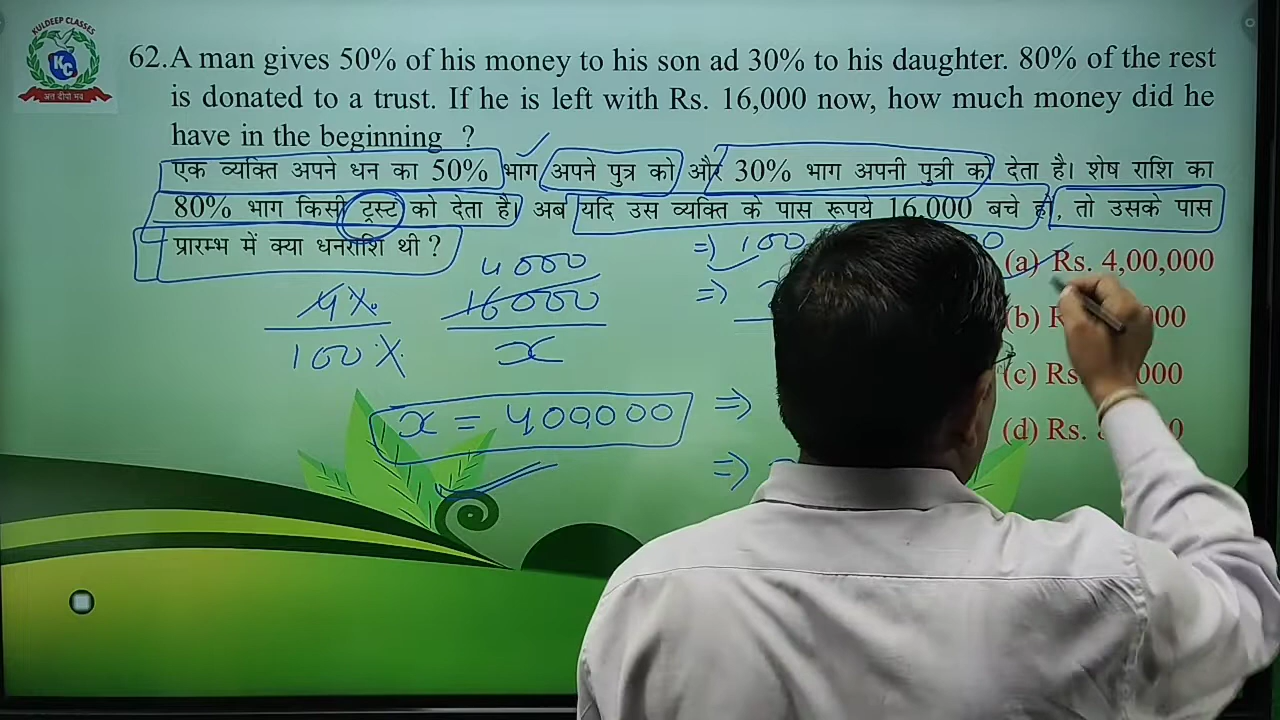 KULDEEP CLASSES
KC
अत्त दीपो भव
62.A man gives 50% of his money to his son ad 30% to his daughter. 80% of the rest
is donated to a trust. If he is left with Rs. 16,000 now, how much money did he
have in the beginning ?
एक व्यक्ति अपने धन का 50% भाग अपने पुत्र को और 30% भाग अपनी पुत्री को देता है। शेष राशि का
80% भाग किसी ट्रस्ट को देता है। अब यदि उस व्यक्ति के पास रूपये 16,000 बचे हो, तो उसके पास
प्रारम्भ में क्या धनराशि थी ?
⇒ 100
(a) Rs. 4,00,000
4000
4%. 16000
⇒
(b)
100%. x
(c) Rs.
x = 400000 ⇒
(d) Rs.
⇒